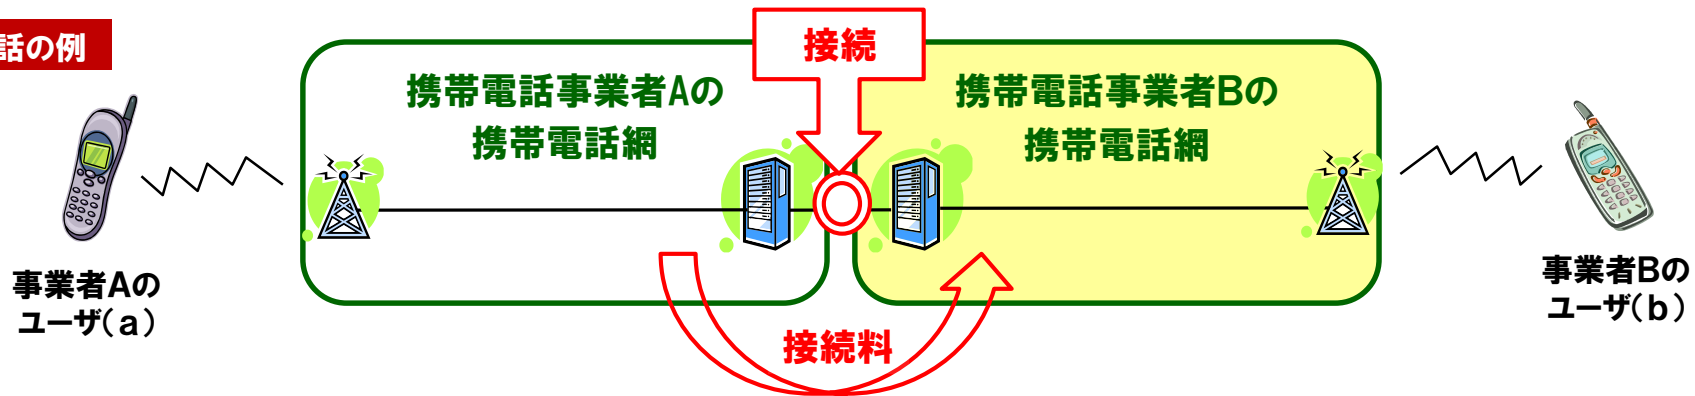 話の例
接続
携帯電話事業者Aの
携帯電話網
携帯電話事業者Bの
携帯電話網
事業者Aの
ユーザ(a)
事業者Bの
ユーザ(b)
接続料